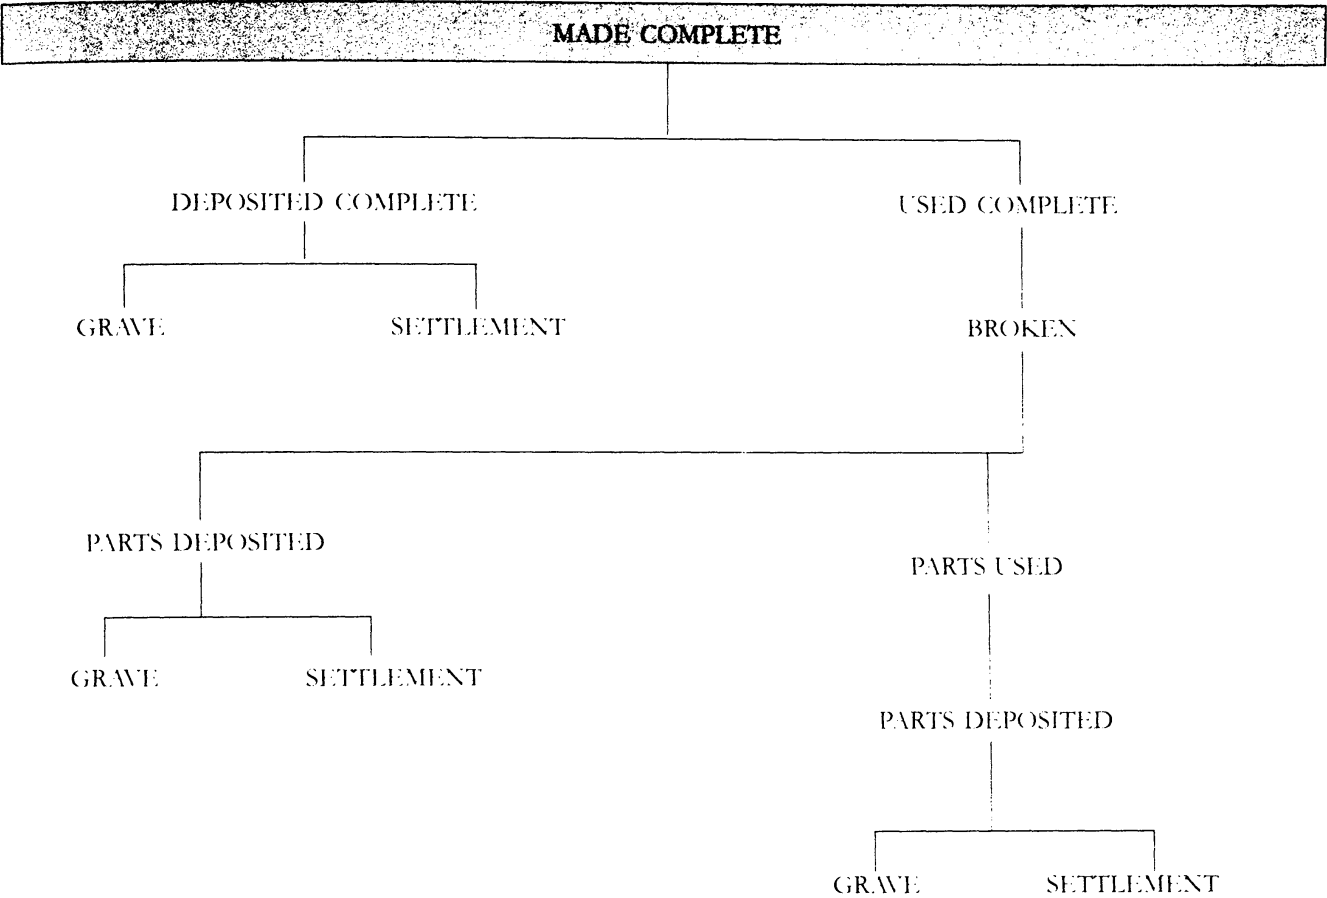 MADE COMPLETE
DEPOSITED COMPLETE
USED COMPLETE
GRAVE
SETTLEMENT
BROKEN
PARTS DEPOSITED
PARTS USED
GRAVE
SETTLEMENT
PARTS DEPOSITED
GRAVE
SETTLEMENT